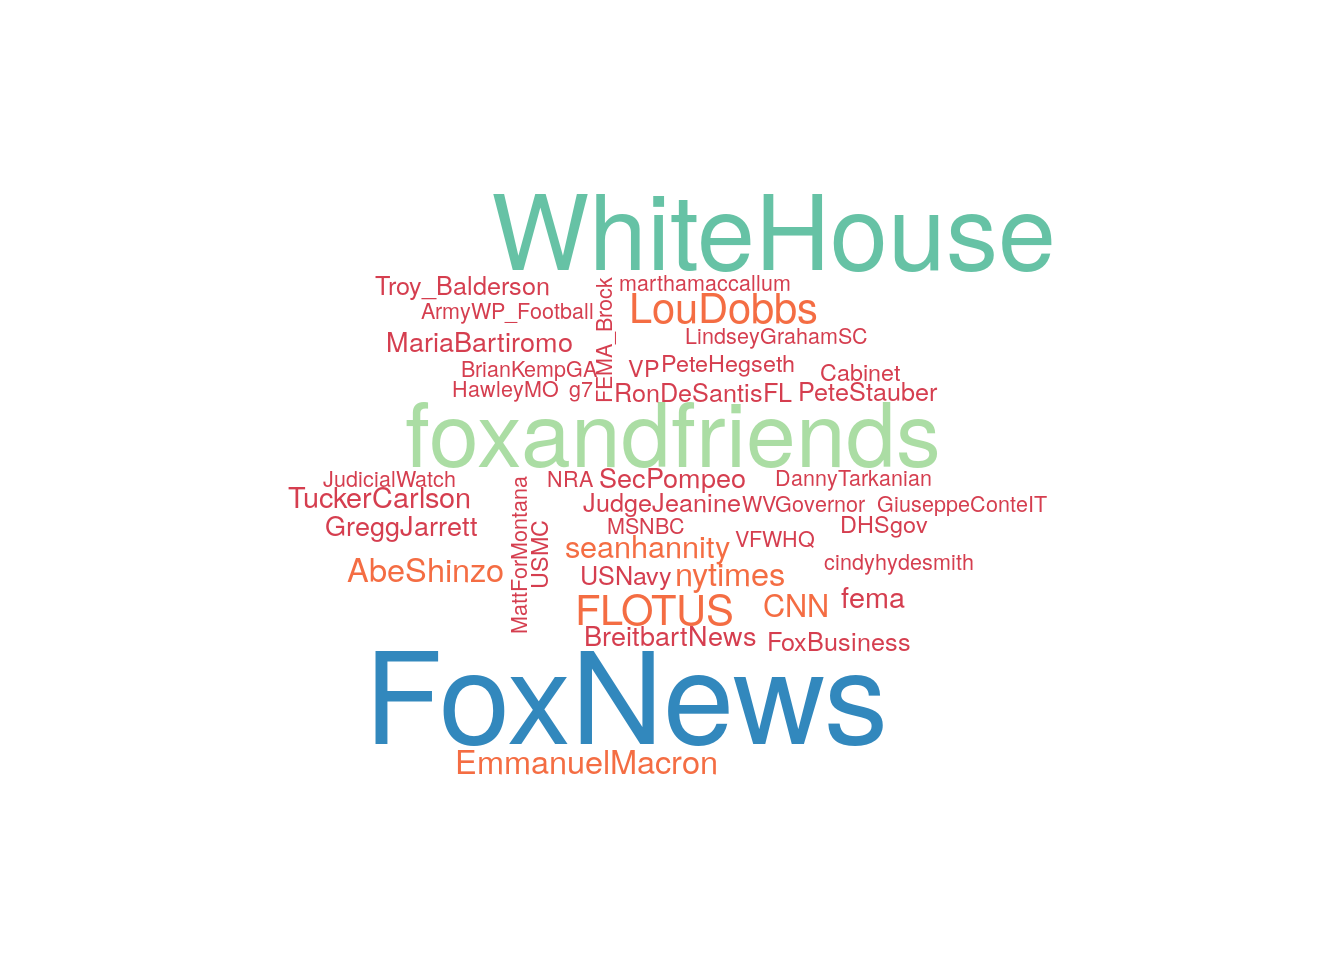 WhiteHouse
Troy_Balderson
marthamaccallum
ArmyWP_Football
FEMA_Brock
LouDobbs
MariaBartiromo
LindseyGrahamSC
BrianKempGA
VP
PeteHegseth
Cabinet
HawleyMO
g7
RonDeSantisFL
PeteStauber
foxandfriends
JudicialWatch
NRA
SecPompeo
DannyTarkanian
TuckerCarlson
MattForMontana
JudgeJeanine
WVGovernor
GiuseppeConteIT
GreggJarrett
USMC
MSNBC
DHSgov
seanhannity
VFWHQ
AbeShinzo
cindyhydesmith
USNavy
nytimes
FLOTUS
CNN
fema
BreitbartNews
FoxBusiness
FoxNews
EmmanuelMacron